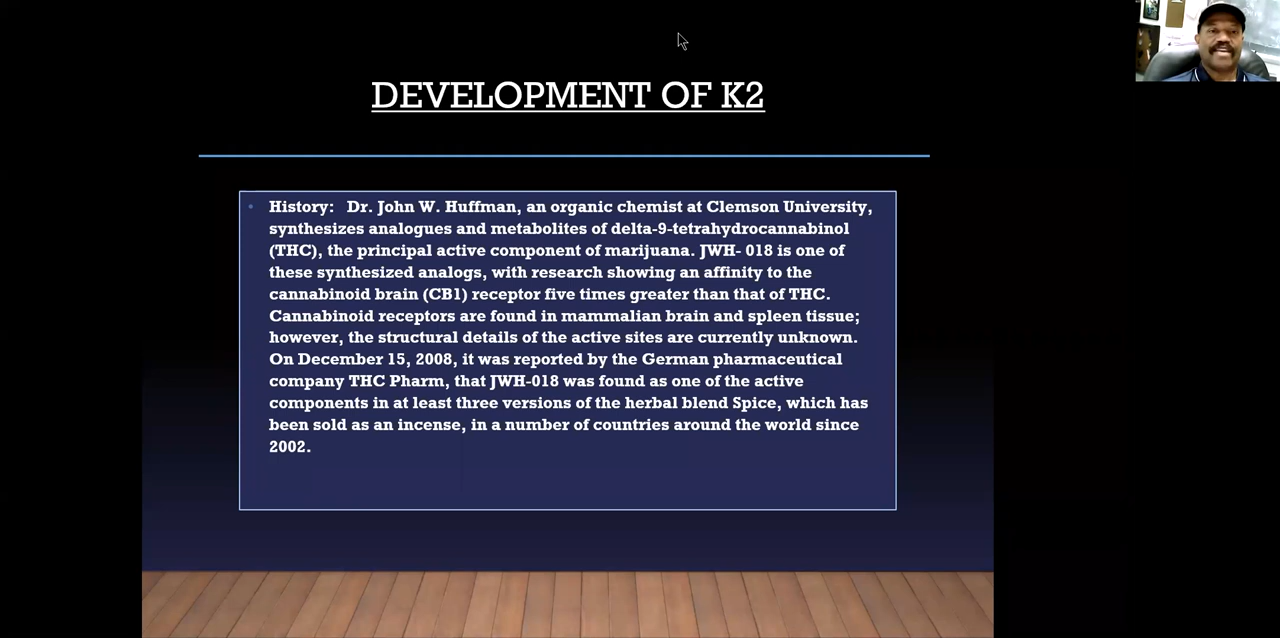 DEVELOPMENT OF K2
• History: Dr. John W. Huffman, an organic chemist at Clemson University,
synthesizes analogues and metabolites of delta-9-tetrahydrocannabinol
(THC), the principal active component of marijuana. JWH- 018 is one of
these synthesized analogs, with research showing an affinity to the
cannabinoid brain (CB1) receptor five times greater than that of THC.
Cannabinoid receptors are found in mammalian brain and spleen tissue;
however, the structural details of the active sites are currently unknown.
On December 15, 2008, it was reported by the German pharmaceutical
company THC Pharm, that JWH-018 was found as one of the active
components in at least three versions of the herbal blend Spice, which has
been sold as an incense, in a number of countries around the world since
2002.